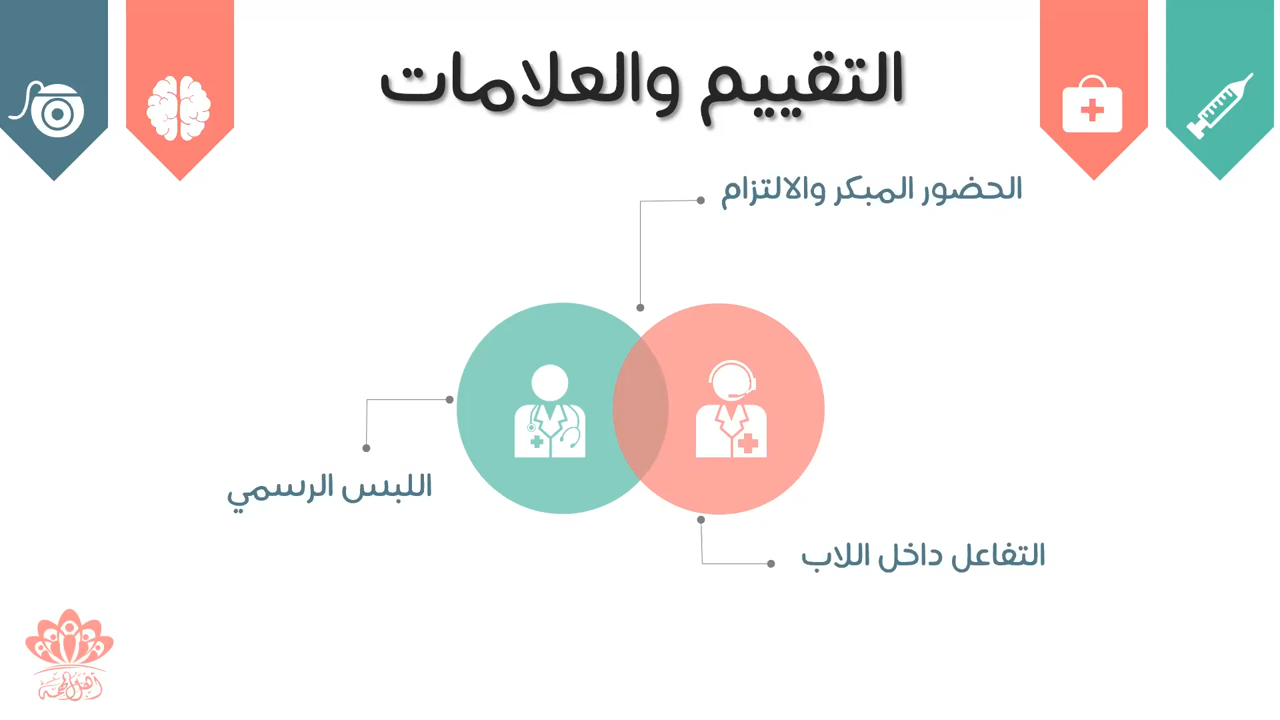 التقييم والعلامات
الحضور المبكر والالتزام
اللبس الرسمي
التفاعل داخل اللاب